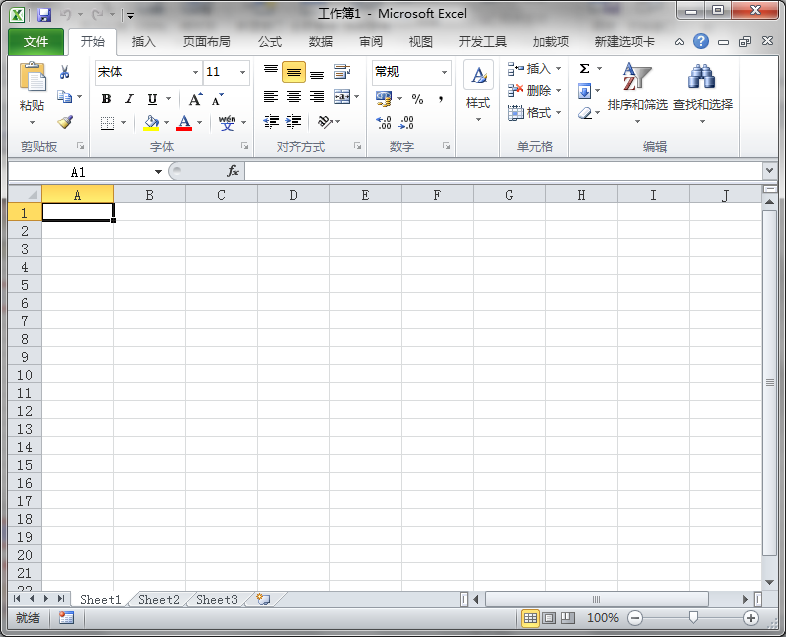 工作簿1 - Microsoft Excel
文件 开始 插入 页面布局 公式 数据 审阅 视图 开发工具 加载项 新建选项卡
宋体 11 常规 Σ 插入
粘贴 B I U A A % , 样式 删除 排序和筛选 查找和选择
A wén 文 .00 .00 格式
剪贴板 字体 对齐方式 数字 单元格 编辑
A1 fx
A B C D E F G H I J
1
2
3
4
5
6
7
8
9
10
11
12
13
14
15
16
17
18
19
20
21
22
Sheet1 Sheet2 Sheet3
就绪 100%